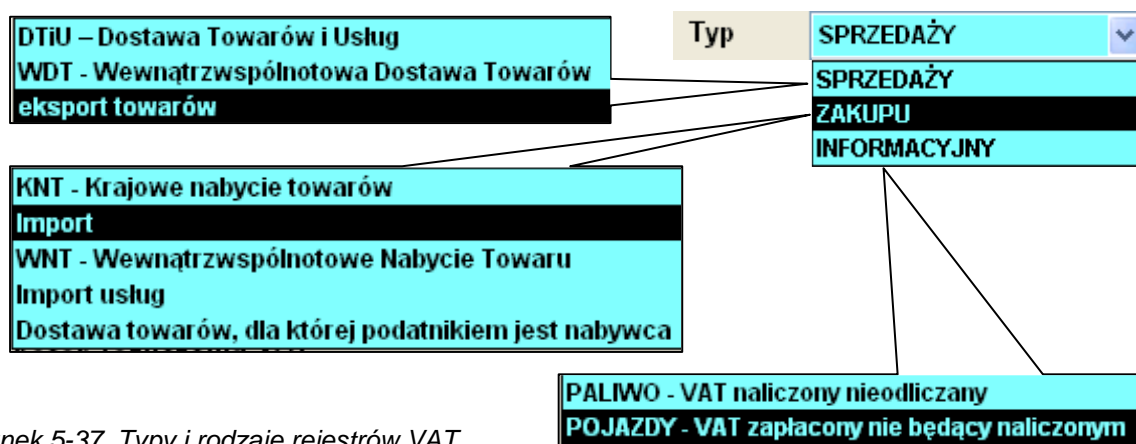 DTiU – Dostawa Towarów i Usług
WDT - Wewnątrzwspólnotowa Dostawa Towarów
eksport towarów
Typ SPRZEDAŻY
SPRZEDAŻY
ZAKUPU
INFORMACYJNY
KNT - Krajowe nabycie towarów
Import
WNT - Wewnątrzwspólnotowe Nabycie Towaru
Import usług
Dostawa towarów, dla której podatnikiem jest nabywca
PALIWO - VAT naliczony nieodliczany
POJAZDY - VAT zapłacony nie będący naliczonym
nek 5-37. Typy i rodzaje rejestrów VAT